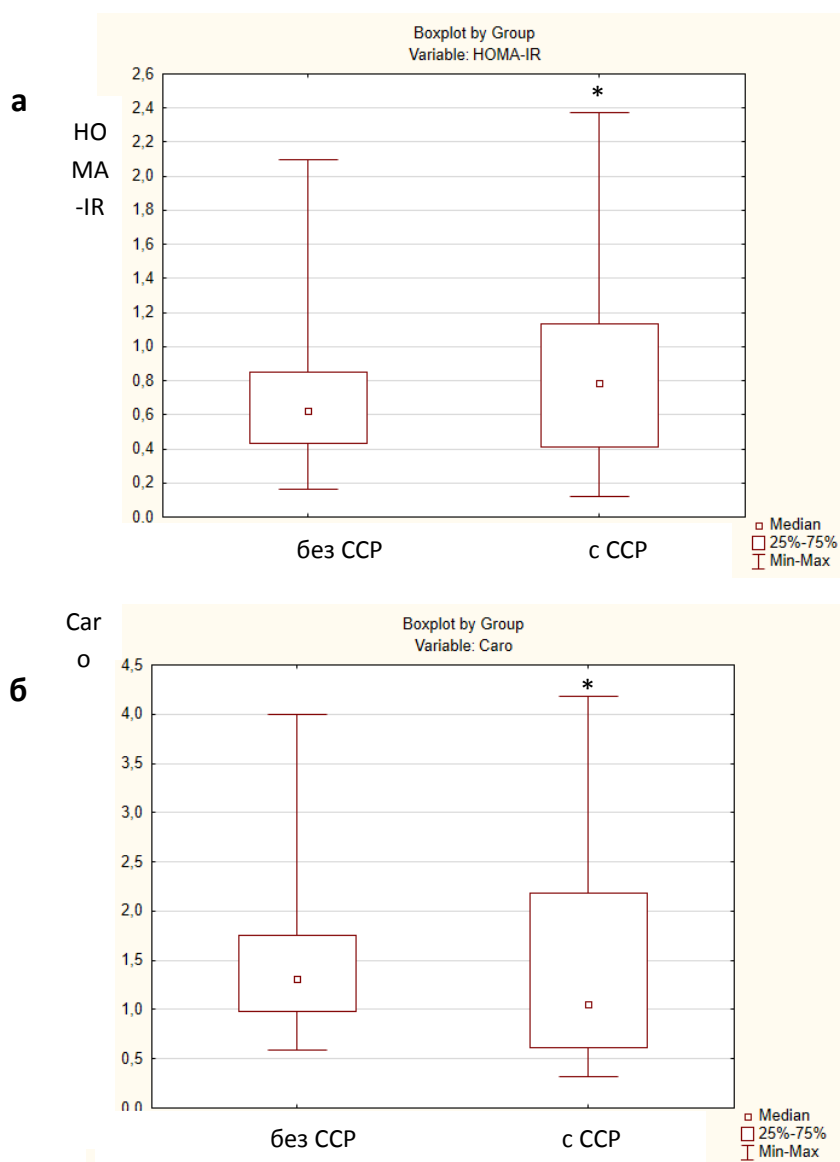 Boxplot by Group
Variable: HOMA-IR
а
HO
MA
-IR
2,6
2,4
2,2
2,0
1,8
1,6
1,4
1,2
1,0
0,8
0,6
0,4
0,2
0,0
*
без ССР
с ССР
Median
25%-75%
Min-Max
Car
o
Boxplot by Group
Variable: Caro
б
4,5
4,0
3,5
3,0
2,5
2,0
1,5
1,0
0,5
0,0
*
без ССР
с ССР
Median
25%-75%
Min-Max